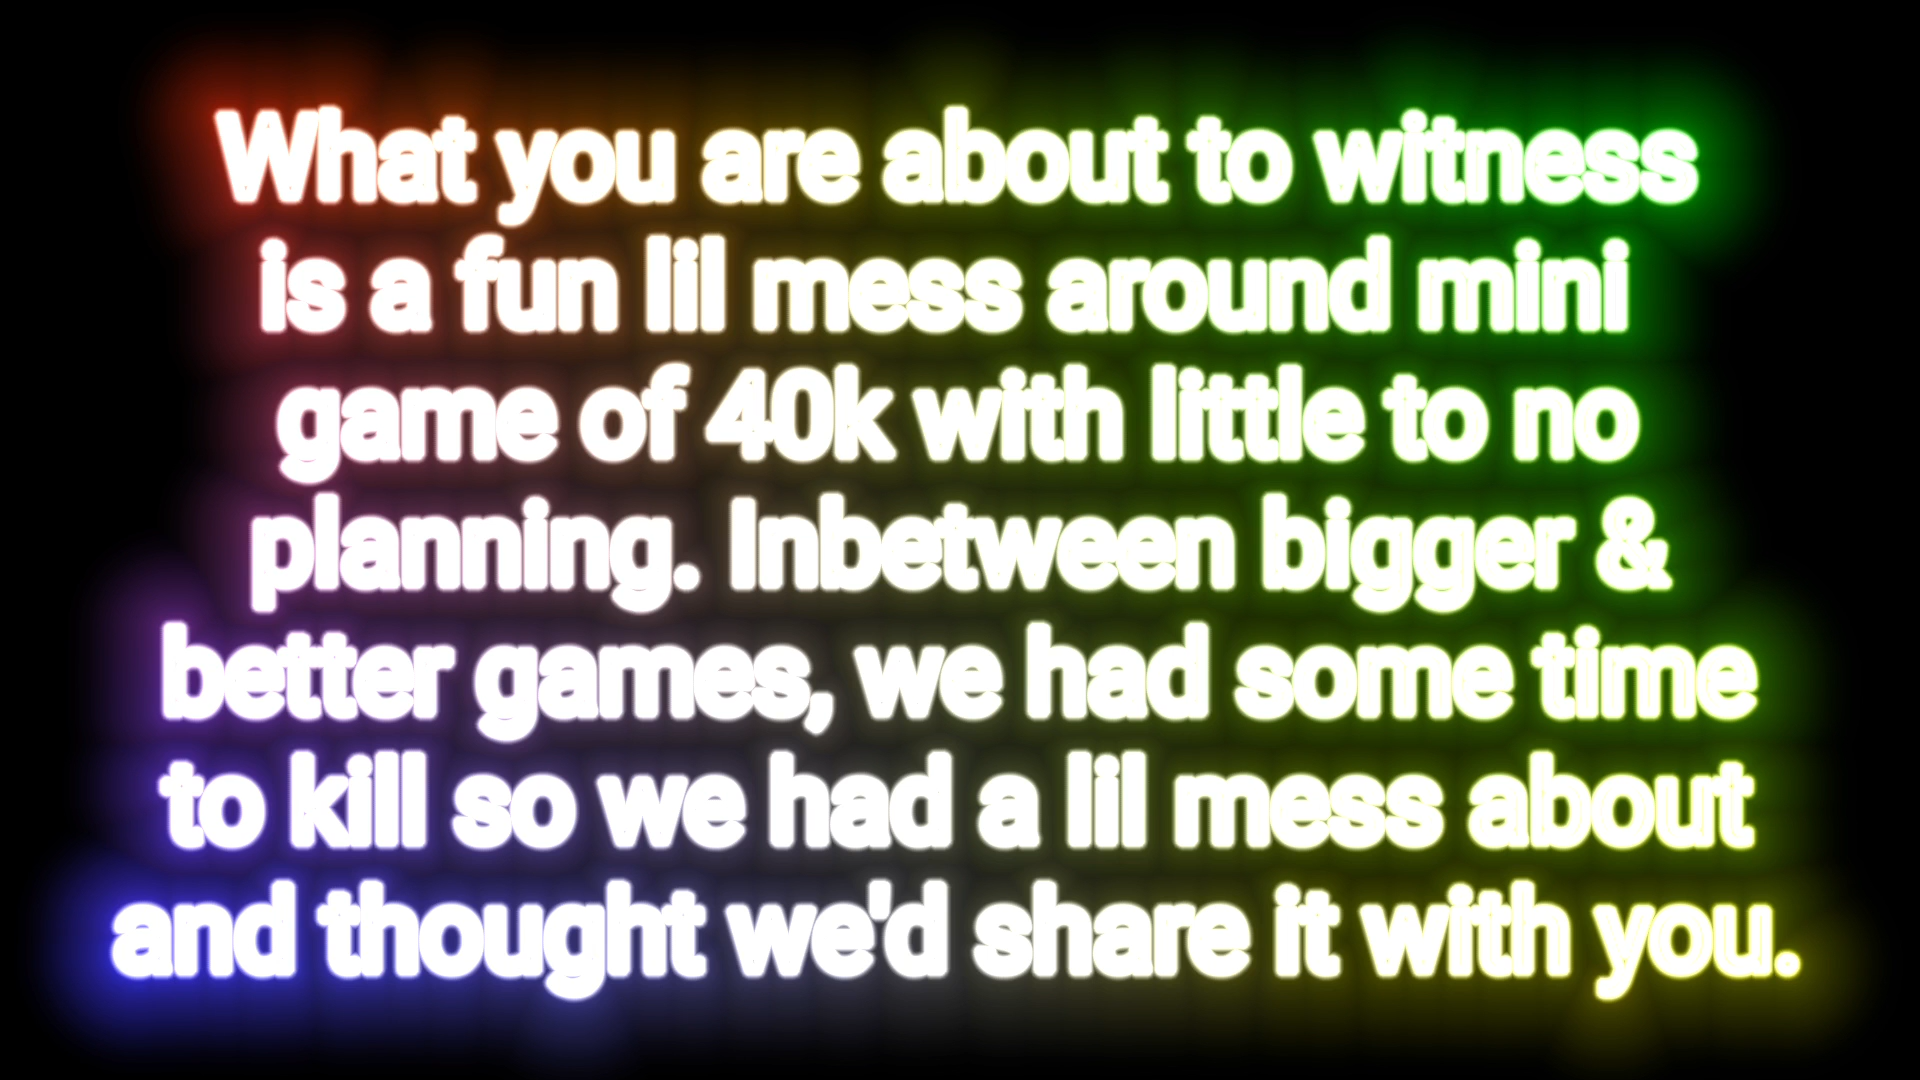 What you are about to witness
is a fun lil mess around mini
game of 40k with little to no
planning. Inbetween bigger &
better games, we had some time
to kill so we had a lil mess about
and thought we'd share it with you.